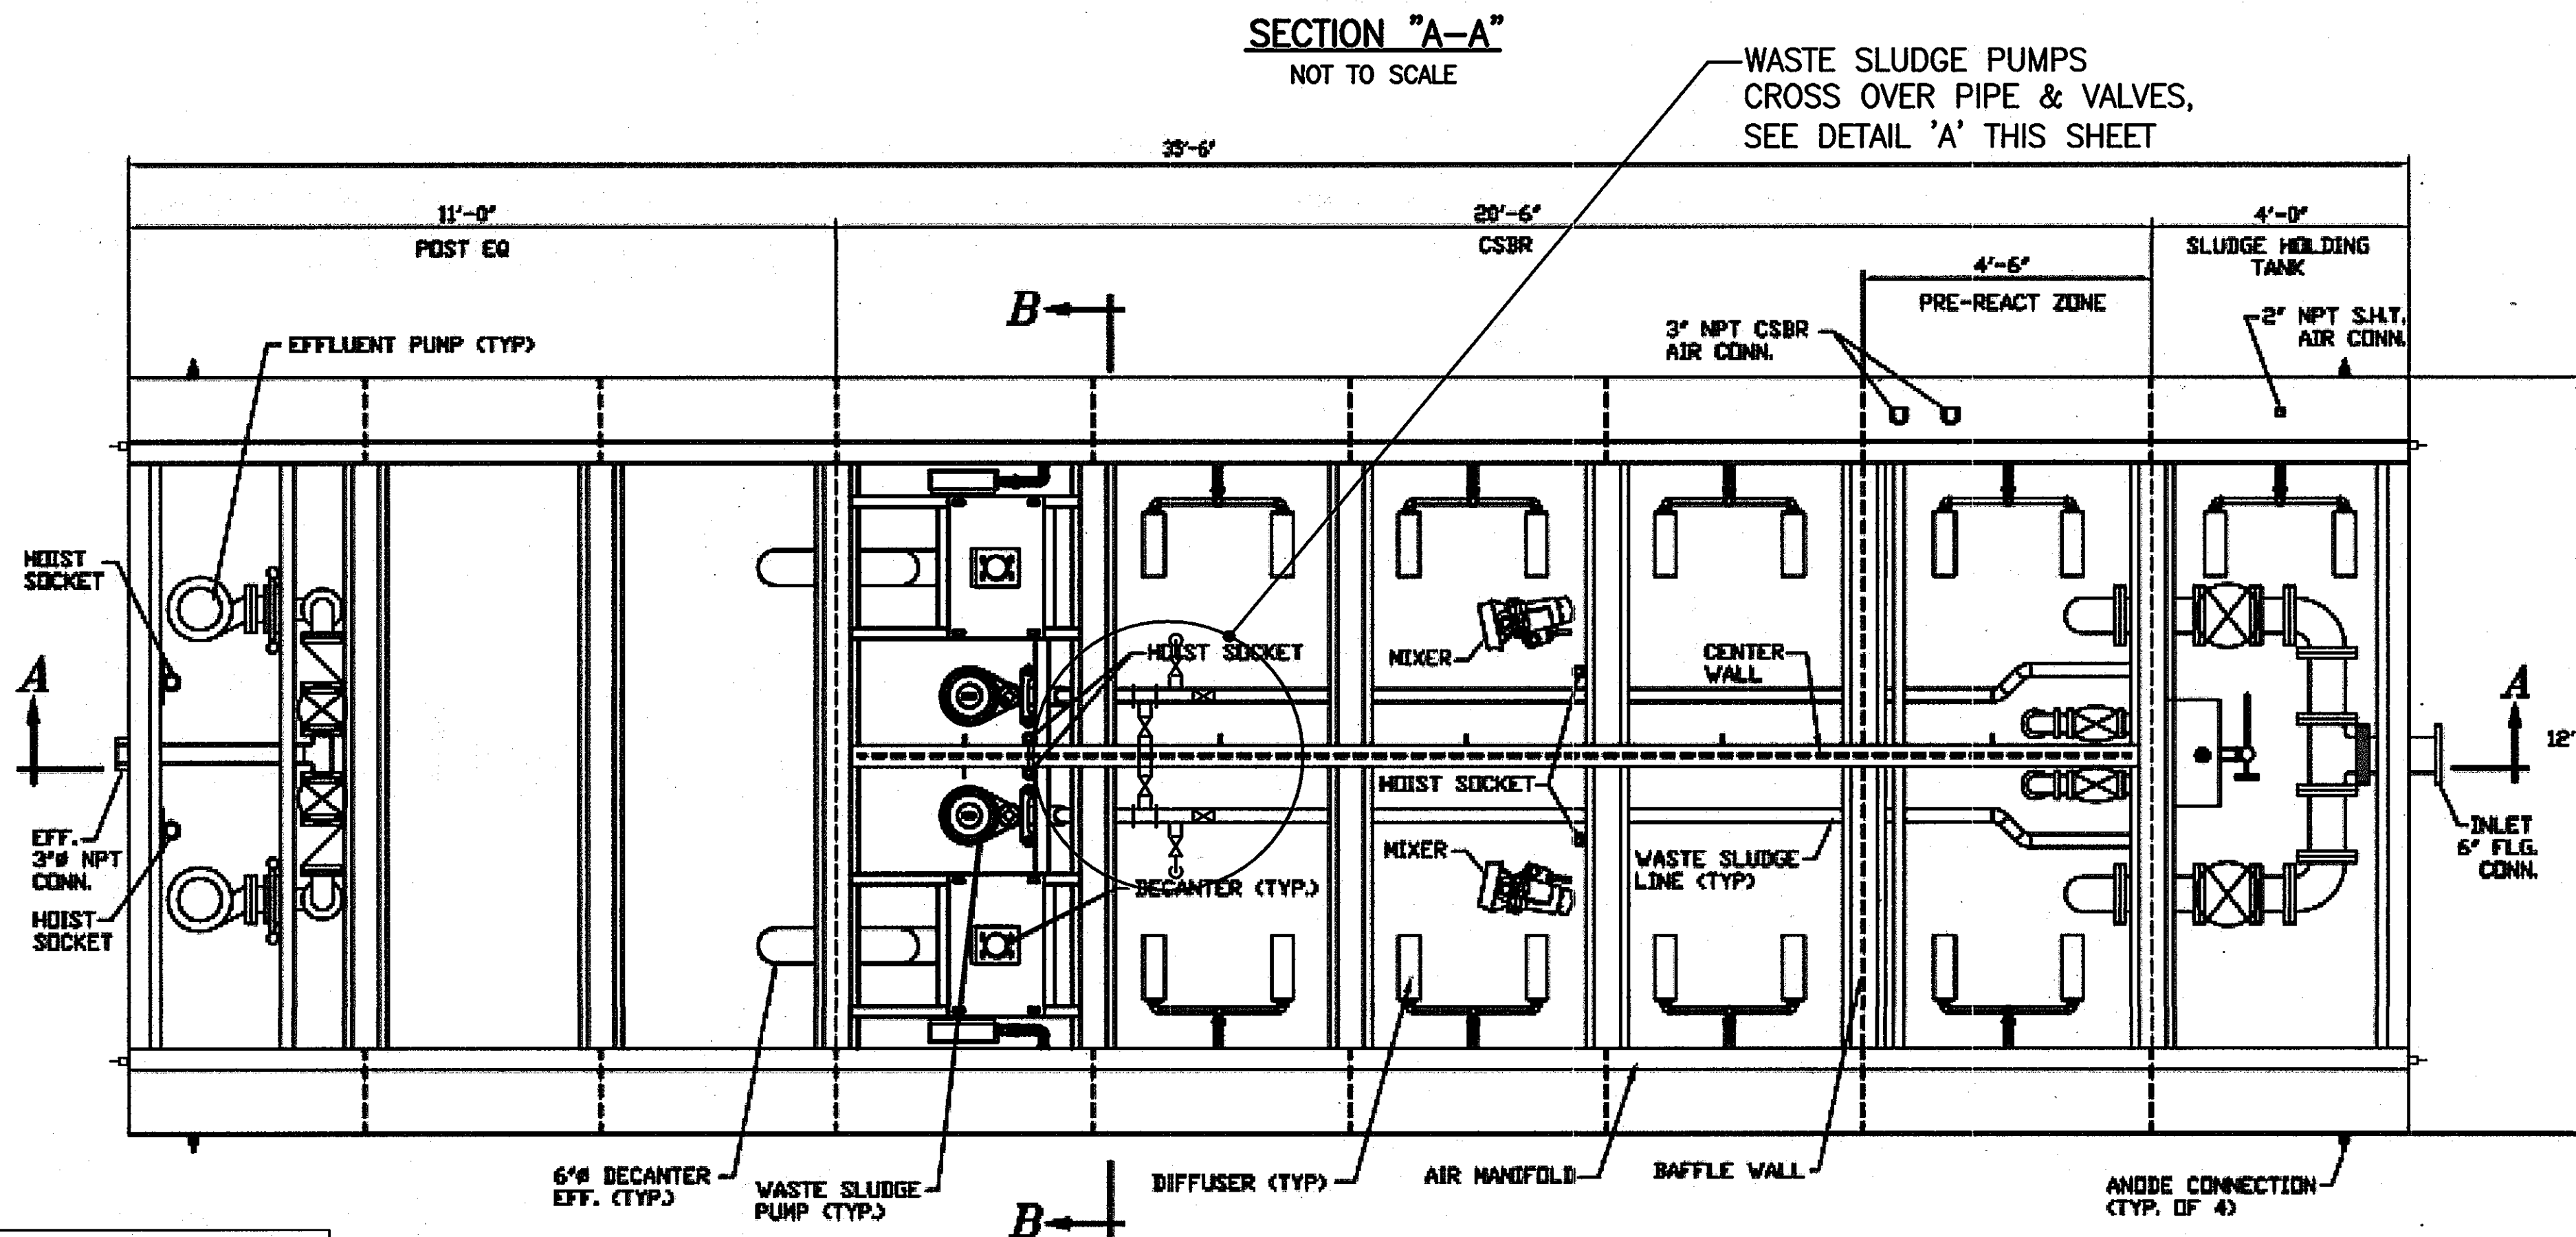 SECTION "A-A"
NOT TO SCALE
WASTE SLUDGE PUMPS
CROSS OVER PIPE & VALVES,
SEE DETAIL 'A' THIS SHEET
35'-6"
11'-0"
POST EQ
20'-6"
CSBR
4'-0"
SLUDGE HOLDING
TANK
4'-6"
PRE-REACT ZONE
B
3" NPT CSBR
AIR CONN.
2" NPT S.H.T.
AIR CONN.
EFFLUENT PUMP (TYP)
HOIST
SOCKET
HOIST SOCKET
MIXER
CENTER
WALL
A
A
12'
HOIST SOCKET
EFF.
3"Ø NPT
CONN.
HOIST
SOCKET
MIXER
WASTE SLUDGE
LINE (TYP)
INLET
6" FLG.
CONN.
DECANTER (TYP.)
6"Ø DECANTER
EFF. (TYP.)
WASTE SLUDGE
PUMP (TYP.)
B
DIFFUSER (TYP)
AIR MANIFOLD
BAFFLE WALL
ANODE CONNECTION
(TYP. OF 4)